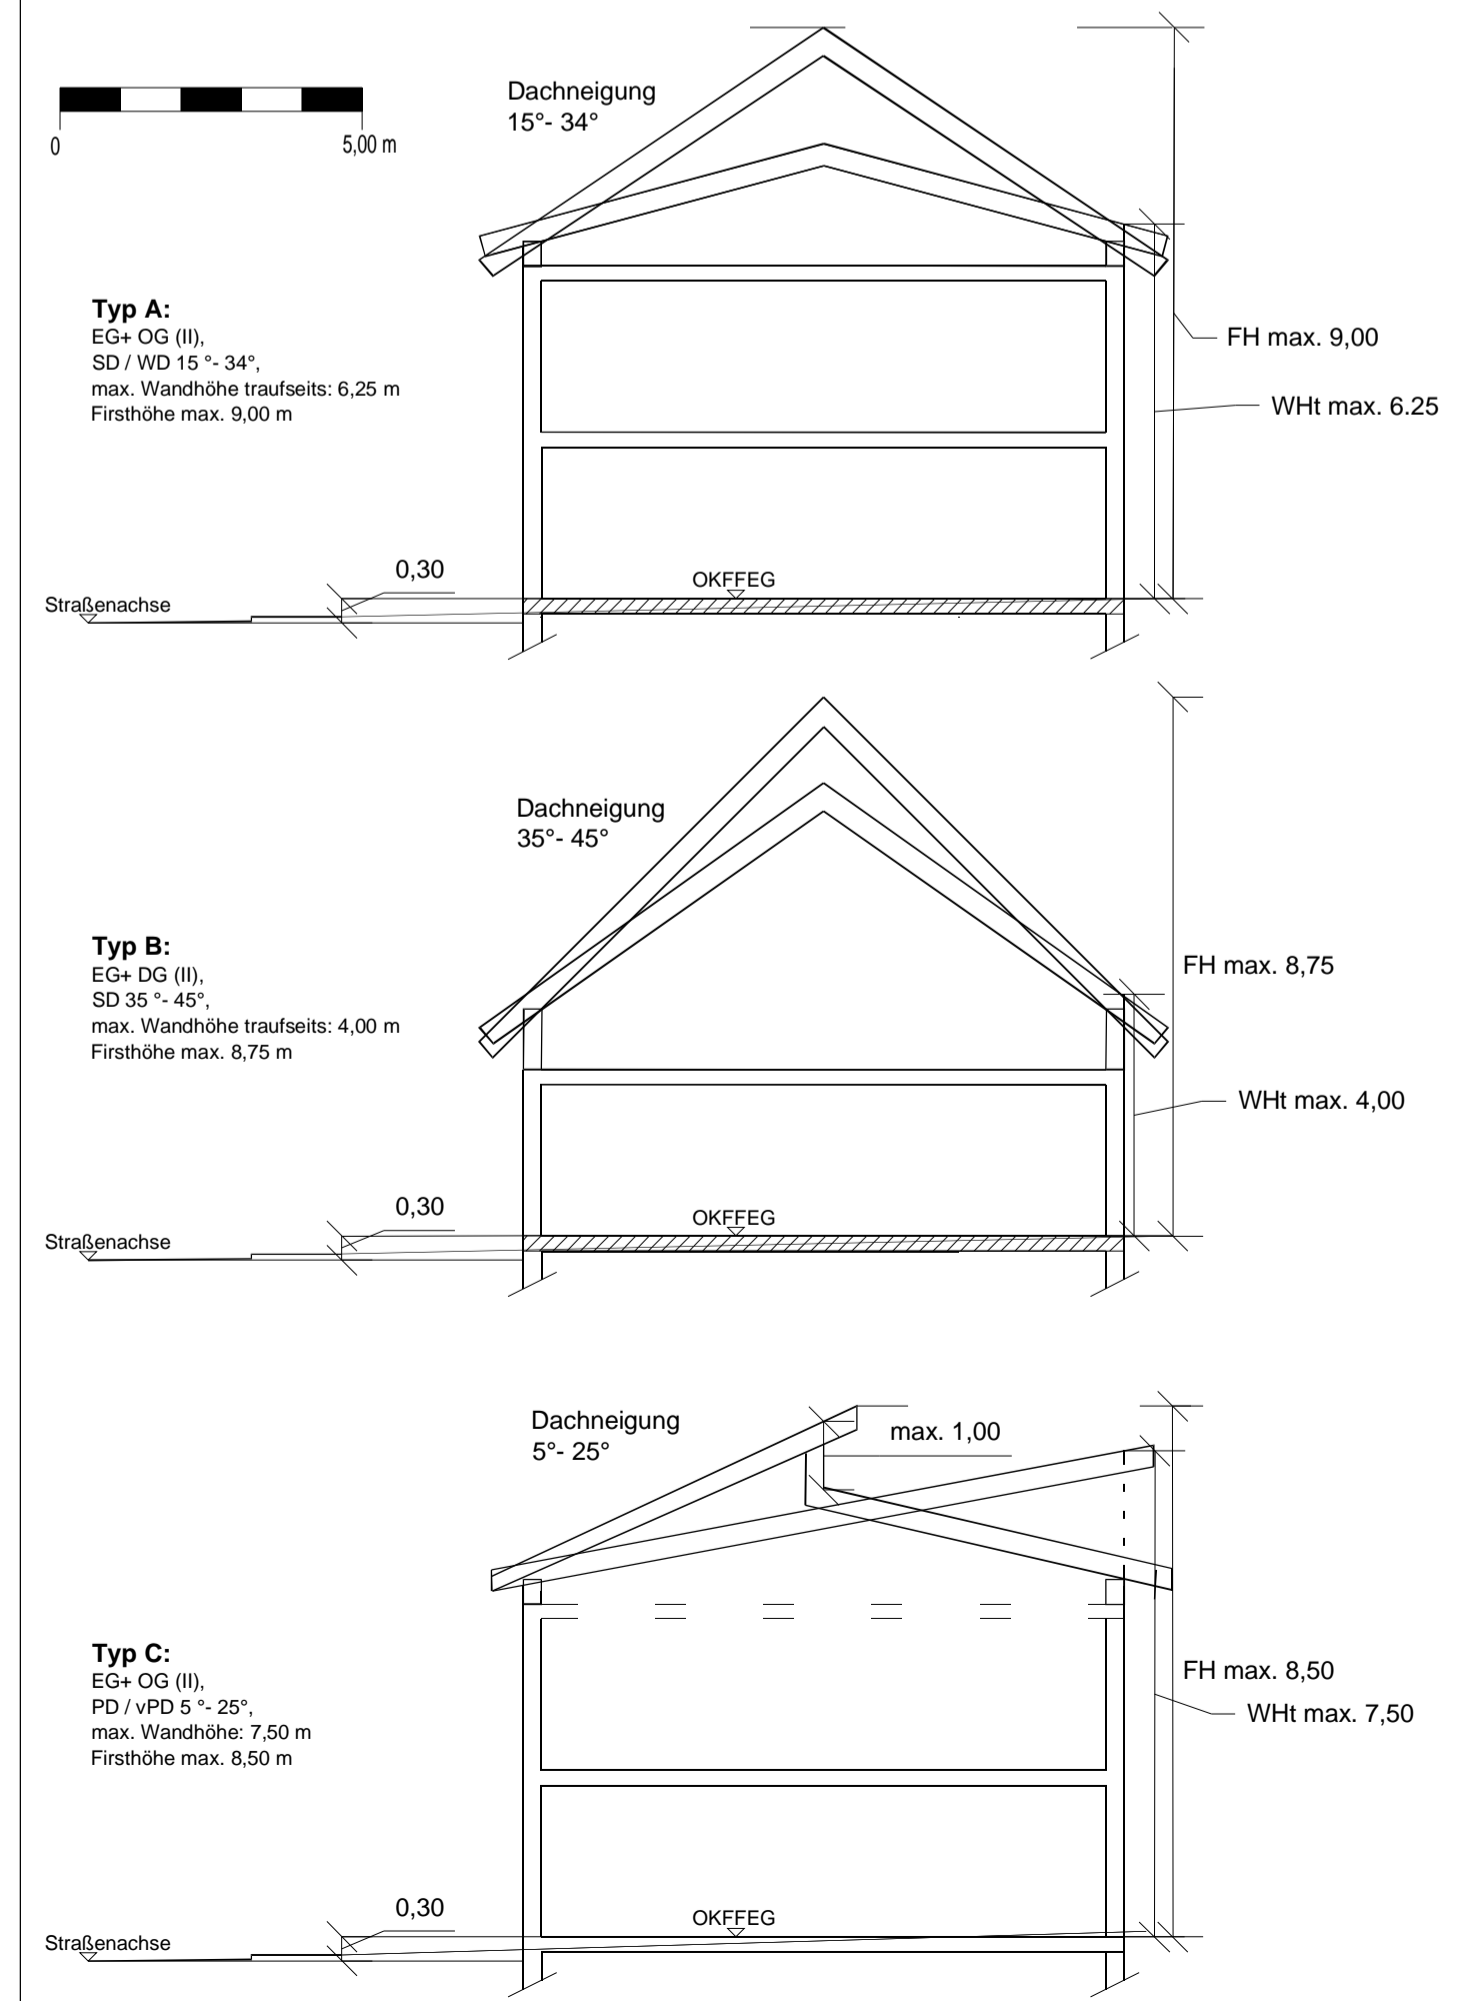 0
5,00 m
Dachneigung
15°- 34°
Typ A:
EG+ OG (II),
SD / WD 15 °- 34°,
max. Wandhöhe traufseits: 6,25 m
Firsthöhe max. 9,00 m
FH max. 9,00
WHt max. 6.25
0,30
Straßenachse
OKFFEG
Dachneigung
35°- 45°
Typ B:
EG+ DG (II),
SD 35 °- 45°,
max. Wandhöhe traufseits: 4,00 m
Firsthöhe max. 8,75 m
FH max. 8,75
WHt max. 4,00
0,30
Straßenachse
OKFFEG
Dachneigung
5°- 25°
max. 1,00
Typ C:
EG+ OG (II),
PD / vPD 5 °- 25°,
max. Wandhöhe: 7,50 m
Firsthöhe max. 8,50 m
FH max. 8,50
WHt max. 7,50
0,30
Straßenachse
OKFFEG